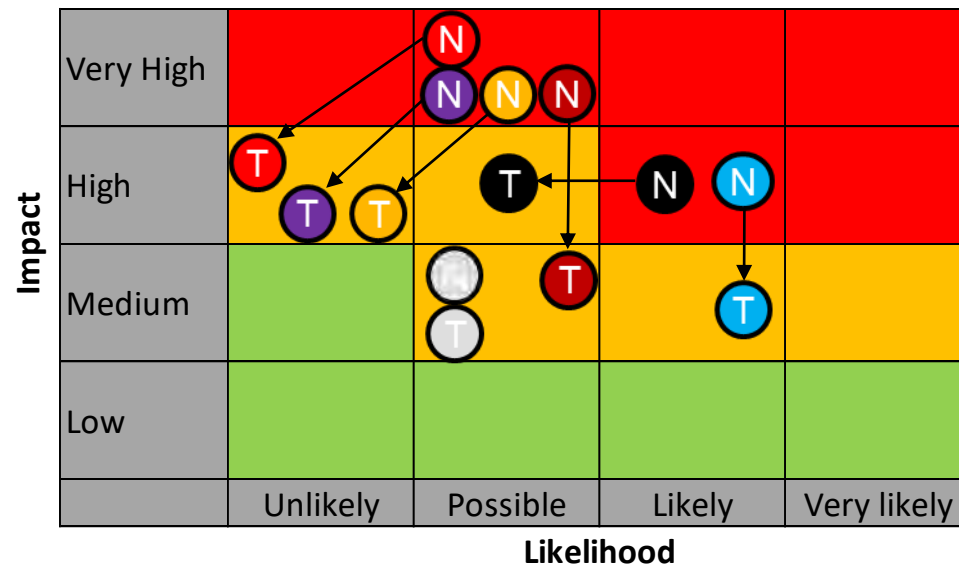 N
Very High
N N N
T
High
T N N
T T
Impact
T
Medium
T
T
Low
Unlikely Possible Likely Very likely
Likelihood